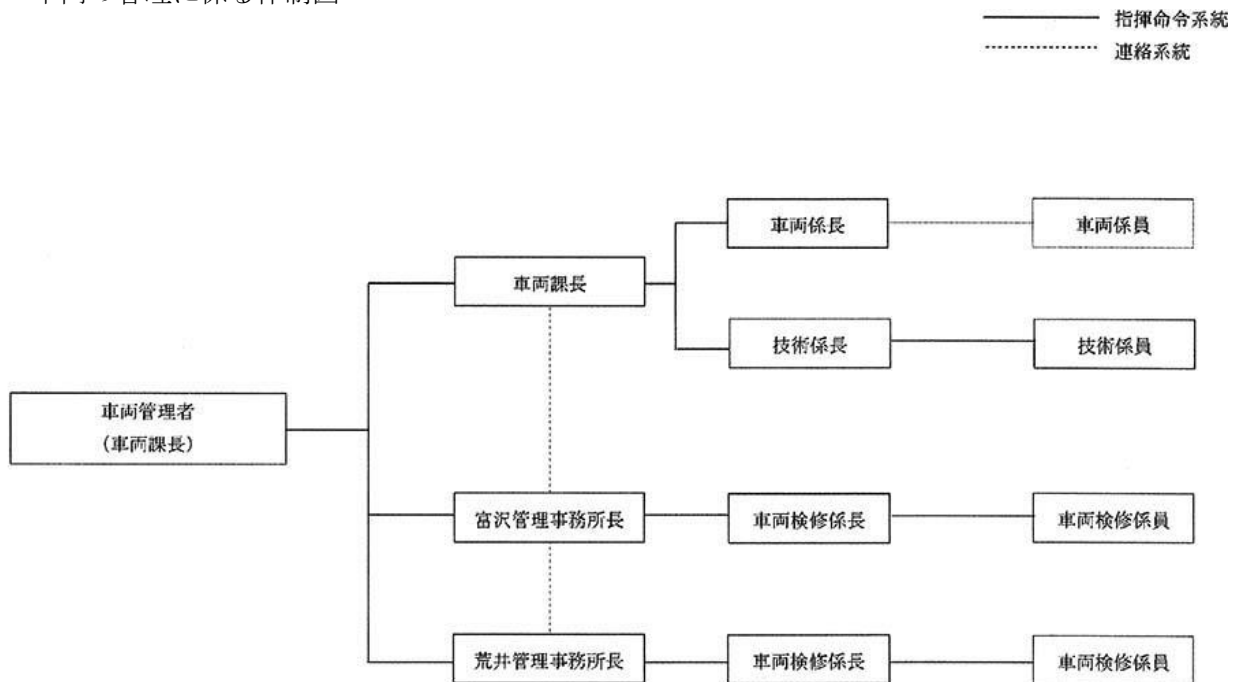 指揮命令系統
連絡系統
車両係長
車両係員
車両課長
技術係長
技術係員
車両管理者
（車両課長）
富沢管理事務所長
車両検修係長
車両検修係員
荒井管理事務所長
車両検修係長
車両検修係員